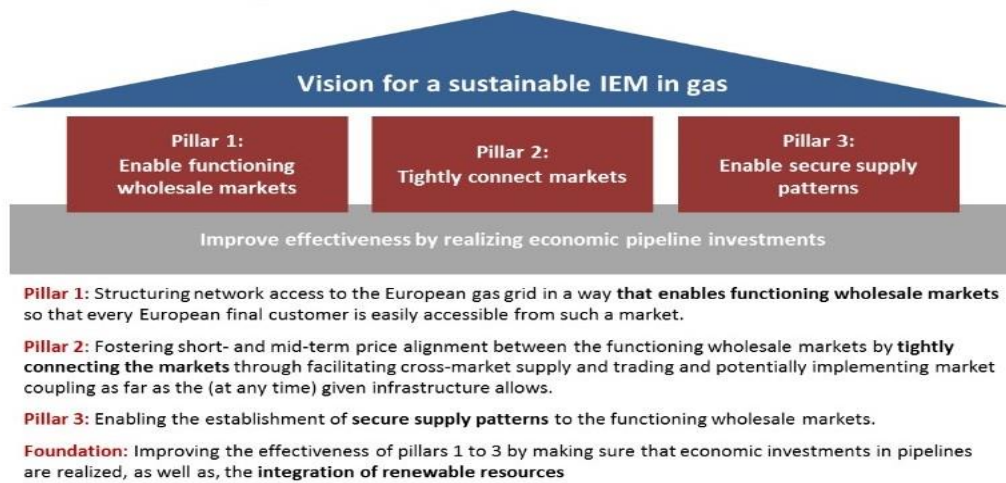 Vision for a sustainable IEM in gas
Pillar 1:
Enable functioning
wholesale markets
Pillar 2:
Tightly connect markets
Pillar 3:
Enable secure supply
patterns
Improve effectiveness by realizing economic pipeline investments
Pillar 1: Structuring network access to the European gas grid in a way that enables functioning wholesale markets
so that every European final customer is easily accessible from such a market.
Pillar 2: Fostering short- and mid-term price alignment between the functioning wholesale markets by tightly
connecting the markets through facilitating cross-market supply and trading and potentially implementing market
coupling as far as the (at any time) given infrastructure allows.
Pillar 3: Enabling the establishment of secure supply patterns to the functioning wholesale markets.
Foundation: Improving the effectiveness of pillars 1 to 3 by making sure that economic investments in pipelines
are realized, as well as, the integration of renewable resources